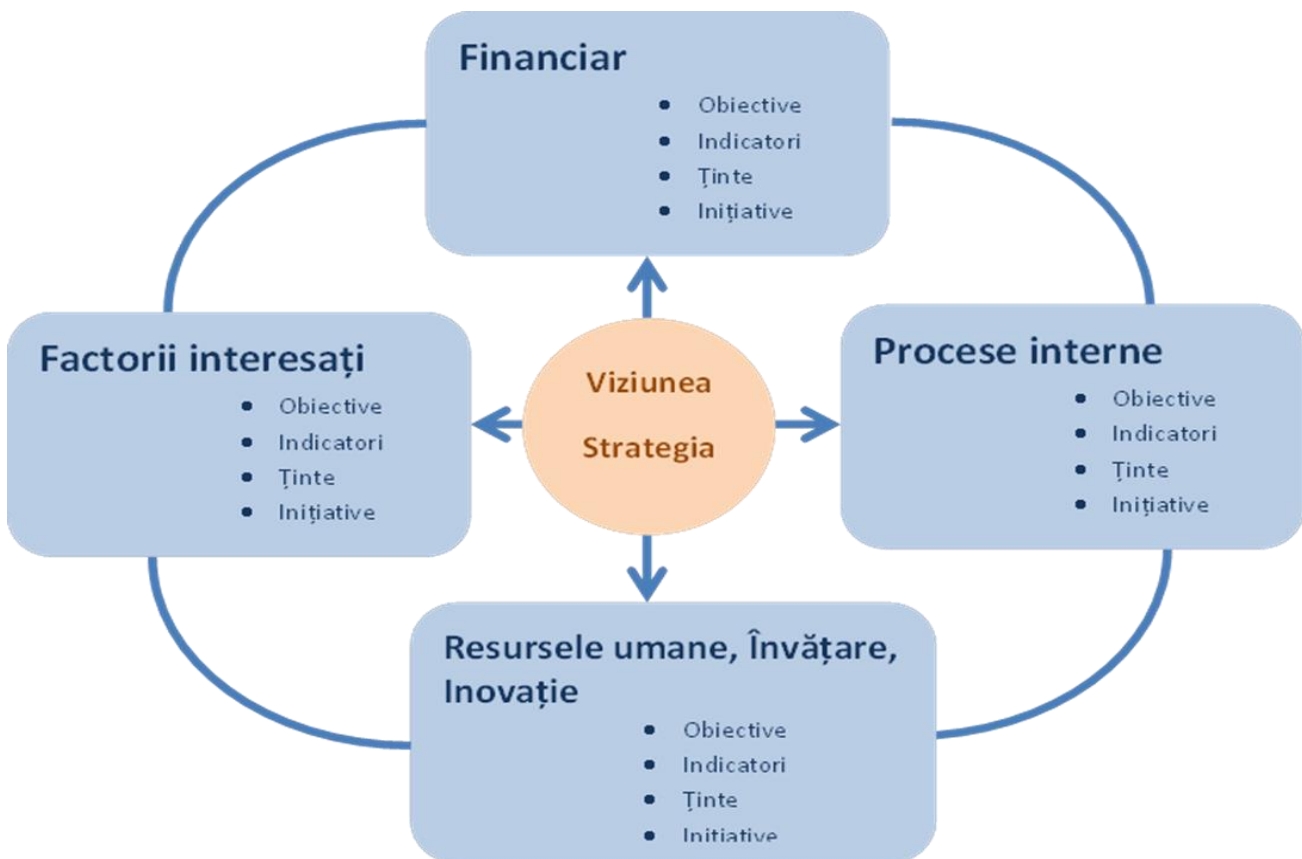 Financiar
• Obiective
• Indicatori
• Ținte
• Inițiative
Factorii interesați
• Obiective
• Indicatori
• Ținte
• Inițiative
Viziunea
Strategia
Procese interne
• Obiective
• Indicatori
• Ținte
• Inițiative
Resursele umane, Învățare,
Inovație
• Obiective
• Indicatori
• Ținte
• Inițiative